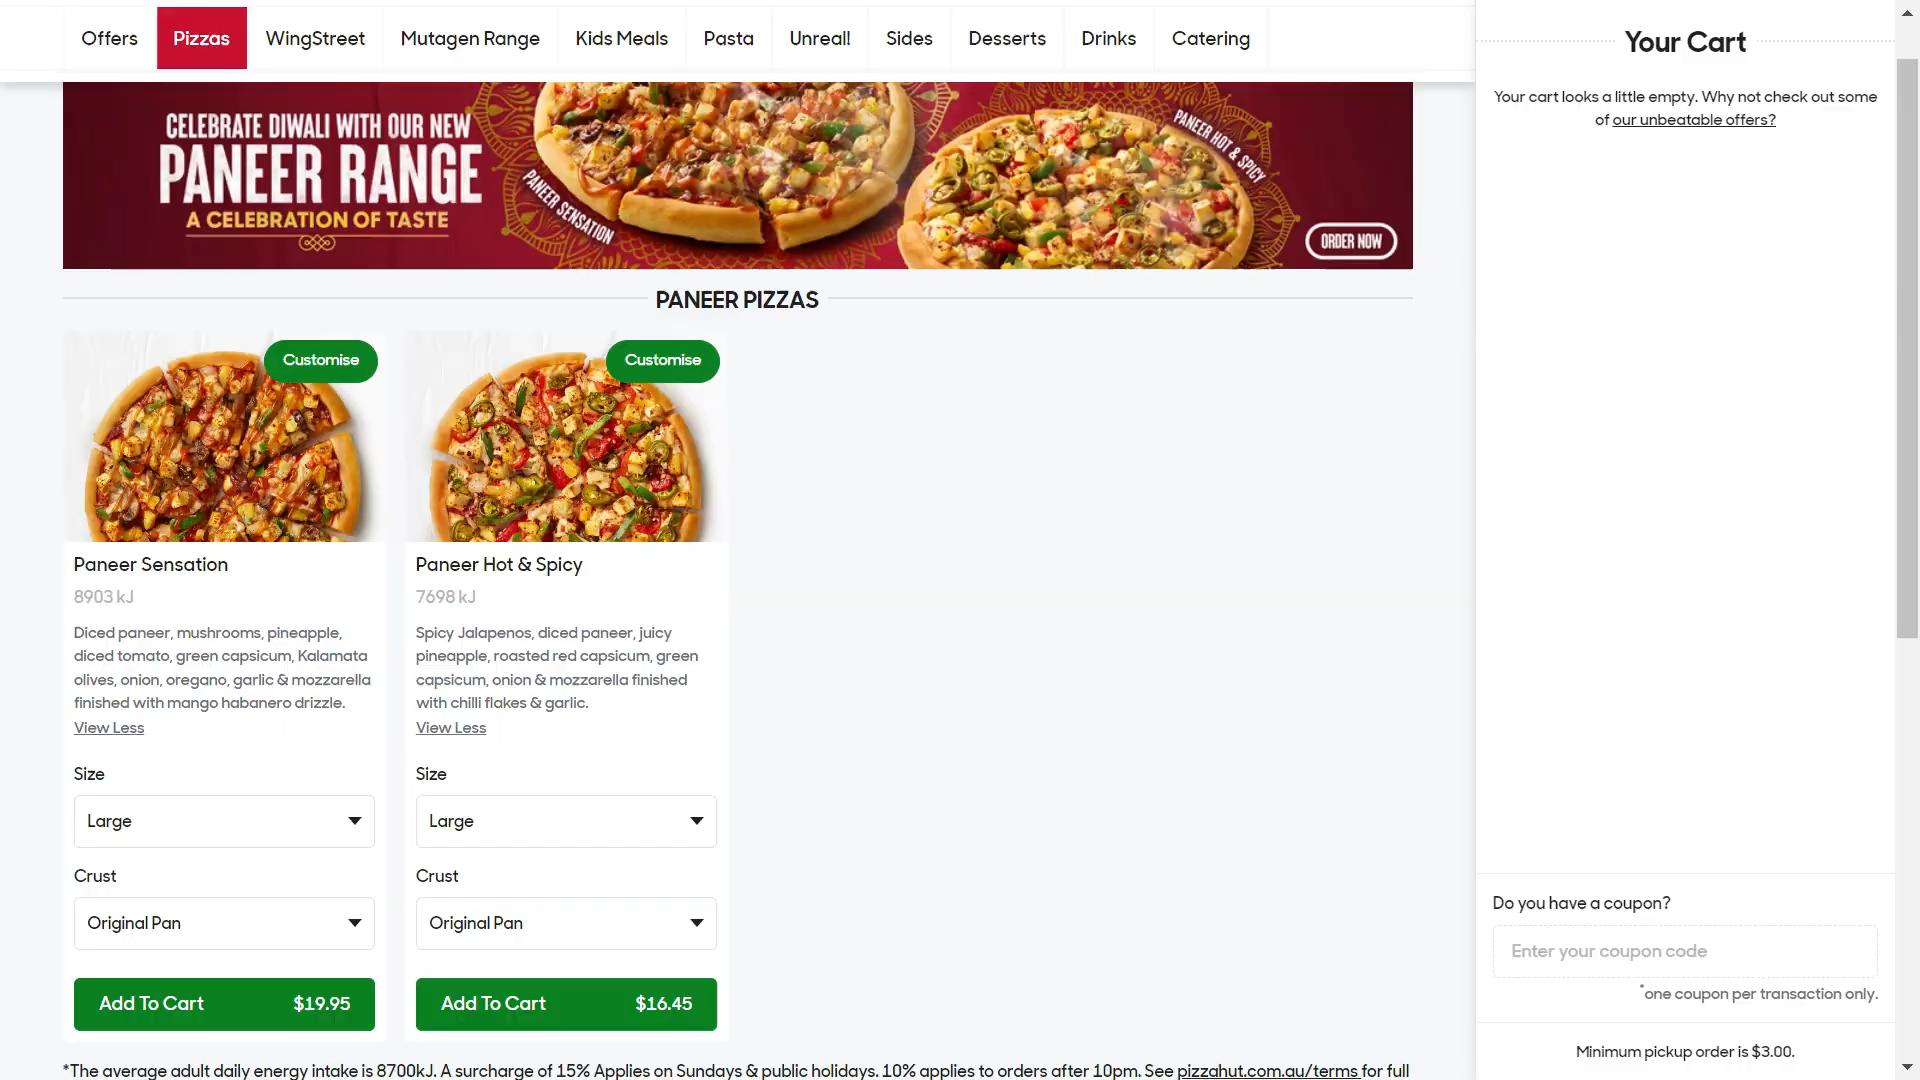 Offers
Pizzas
WingStreet
Mutagen Range
Kids Meals
Pasta
Unreal!
Sides
Desserts
Drinks
Catering
CELEBRATE DIWALI WITH OUR NEW
PANEER RANGE
A CELEBRATION OF TASTE
PANEER SENSATION
PANEER HOT & SPICY
ORDER NOW
PANEER PIZZAS
Customise
Paneer Sensation
8903 kJ
Diced paneer, mushrooms, pineapple,
diced tomato, green capsicum, Kalamata
olives, onion, oregano, garlic & mozzarella
finished with mango habanero drizzle.
View Less
Size
Large
Crust
Original Pan
Add To Cart $19.95
Customise
Paneer Hot & Spicy
7698 kJ
Spicy Jalapenos, diced paneer, juicy
pineapple, roasted red capsicum, green
capsicum, onion & mozzarella finished
with chilli flakes & garlic.
View Less
Size
Large
Crust
Original Pan
Add To Cart $16.45
*The average adult daily energy intake is 8700kJ. A surcharge of 15% Applies on Sundays & public holidays. 10% applies to orders after 10pm. See pizzahut.com.au/terms for full
Your Cart
Your cart looks a little empty. Why not check out some
of our unbeatable offers?
Do you have a coupon?
Enter your coupon code
*one coupon per transaction only.
Minimum pickup order is $3.00.